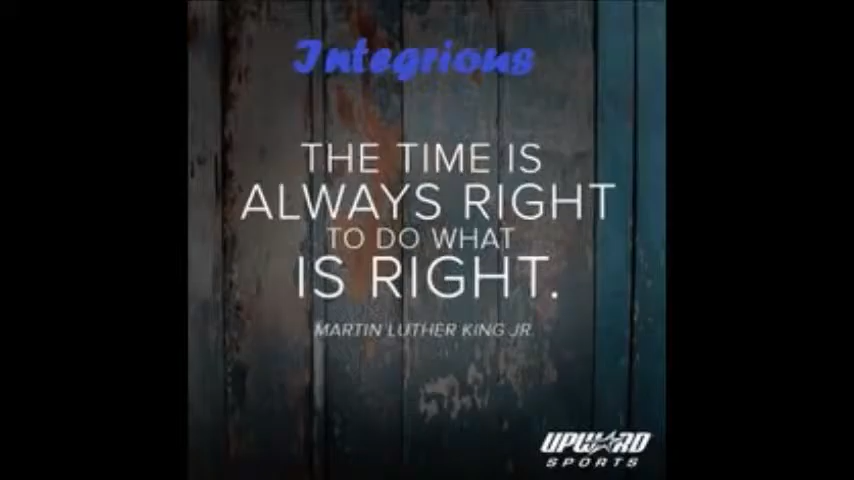 Integrious
THE TIME IS
ALWAYS RIGHT
TO DO WHAT
IS RIGHT.
MARTIN LUTHER KING JR.
UPWARD
SPORTS